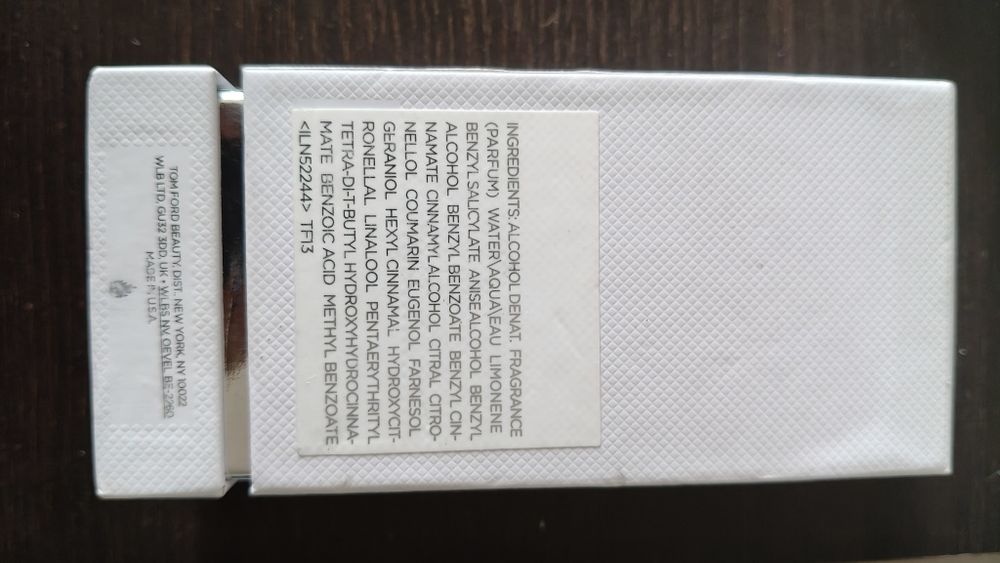 INGREDIENTS: ALCOHOL DENAT. FRAGRANCE
(PARFUM) WATER\AQUA\EAU LIMONENE
BENZYL SALICYLATE ANISE ALCOHOL BENZYL
ALCOHOL BENZYL BENZOATE BENZYL CIN-
NAMATE CINNAMYL ALCOHOL CITRAL CITRO-
NELLOL COUMARIN EUGENOL FARNESOL
GERANIOL HEXYL CINNAMAL HYDROXYCIT-
RONELLAL LINALOOL PENTAERYTHRITYL
TETRA-DI-T-BUTYL HYDROXYHYDROCINNA-
MATE BENZOIC ACID METHYL BENZOATE
<ILN52244> TF13
TOM FORD BEAUTY, DIST. NEW YORK, NY 10022
WLB LTD, GU32 3DD, UK • WLBS NV, OEVEL BE-2260
MADE IN U.S.A.